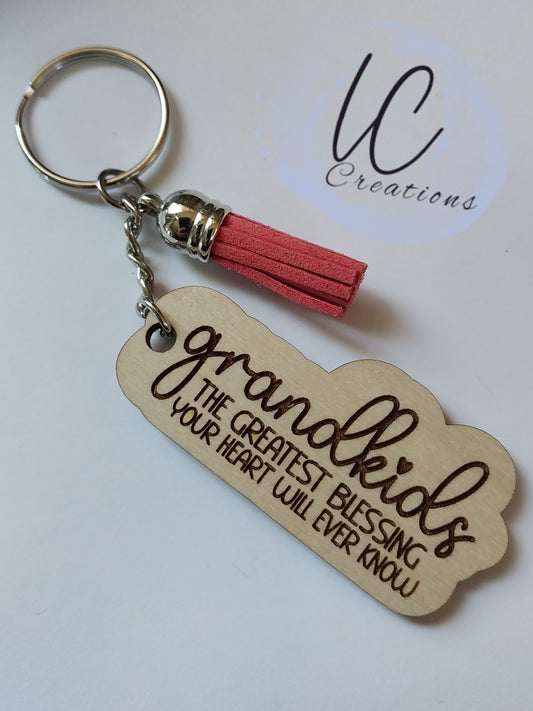 LC
Creations
grandkids
THE GREATEST BLESSING
YOUR HEART WILL EVER KNOW